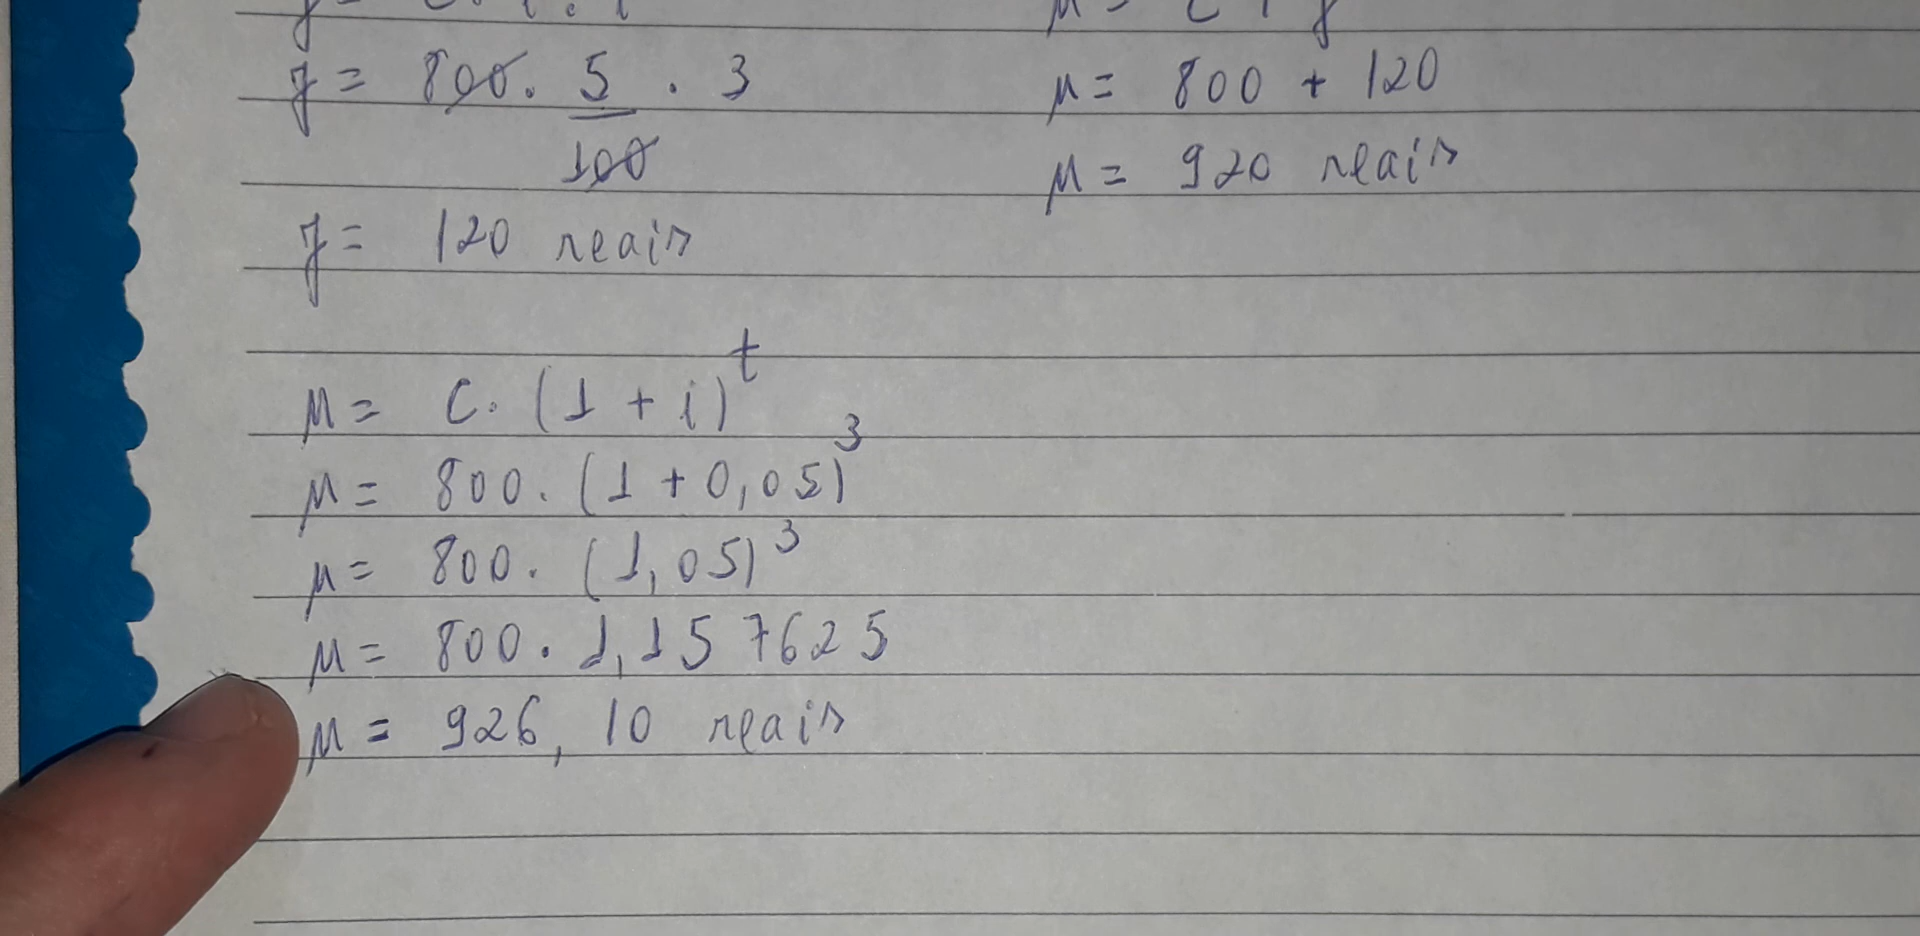 M = C + J
J = 800 . 5 . 3
100
M = 800 + 120
M = 920 reais
J = 120 reais
M = C . (1 + i)^t
M = 800 . (1 + 0,05)^3
M = 800 . (1,05)^3
M = 800 . 1,157625
M = 926,10 reais